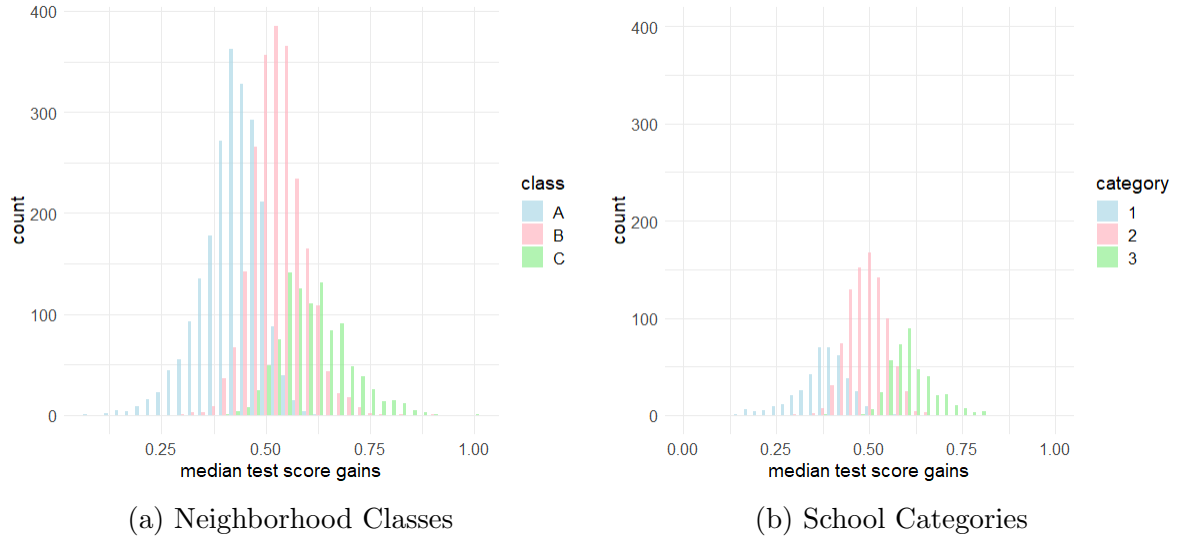 400
300
200
100
0
count
0.25
0.50
0.75
1.00
median test score gains
class
A
B
C
(a) Neighborhood Classes
400
300
200
100
0
count
0.00
0.25
0.50
0.75
1.00
median test score gains
category
1
2
3
(b) School Categories